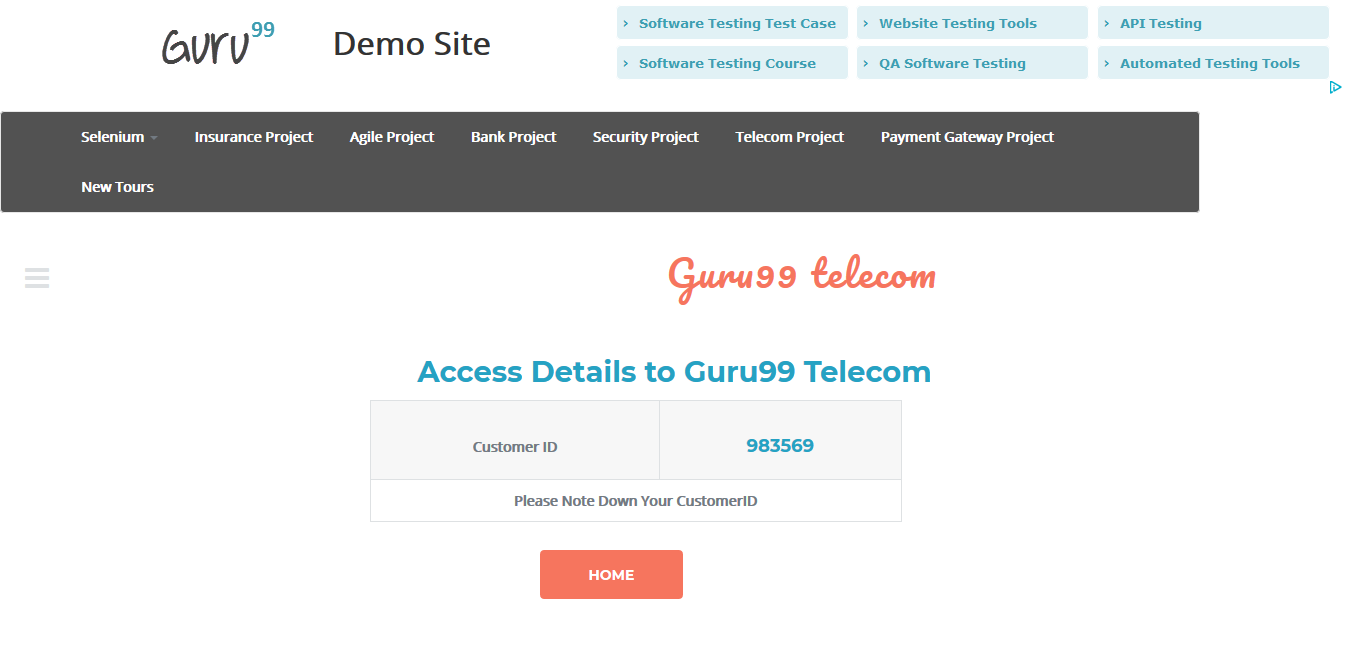 Guru99 Demo Site
› Software Testing Test Case › Website Testing Tools › API Testing
› Software Testing Course › QA Software Testing › Automated Testing Tools
Selenium Insurance Project Agile Project Bank Project Security Project Telecom Project Payment Gateway Project
New Tours
Guru99 telecom
Access Details to Guru99 Telecom
Customer ID 983569
Please Note Down Your CustomerID
HOME